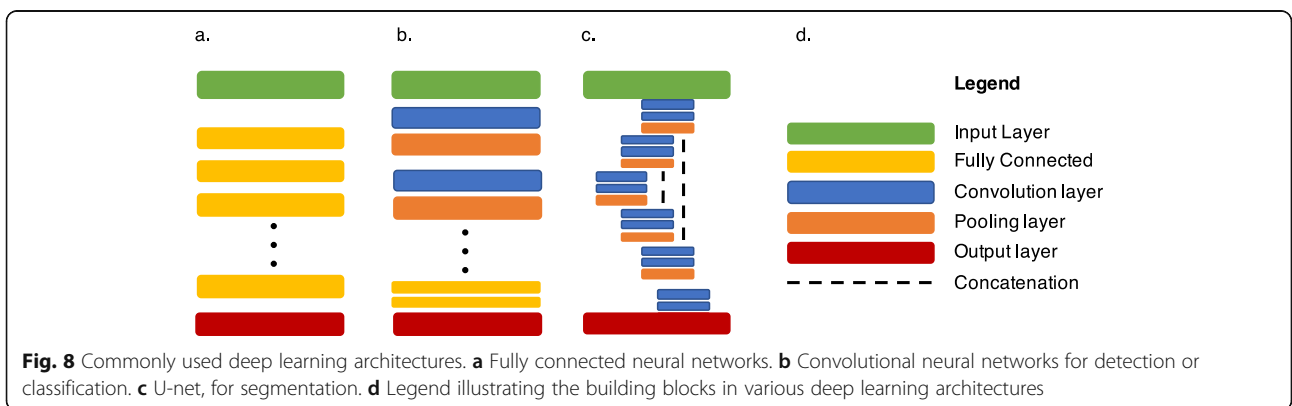 a.
b.
c.
d.
Legend
Input Layer
Fully Connected
Convolution layer
Pooling layer
Output layer
Concatenation
Fig. 8 Commonly used deep learning architectures. a Fully connected neural networks. b Convolutional neural networks for detection or
classification. c U-net, for segmentation. d Legend illustrating the building blocks in various deep learning architectures